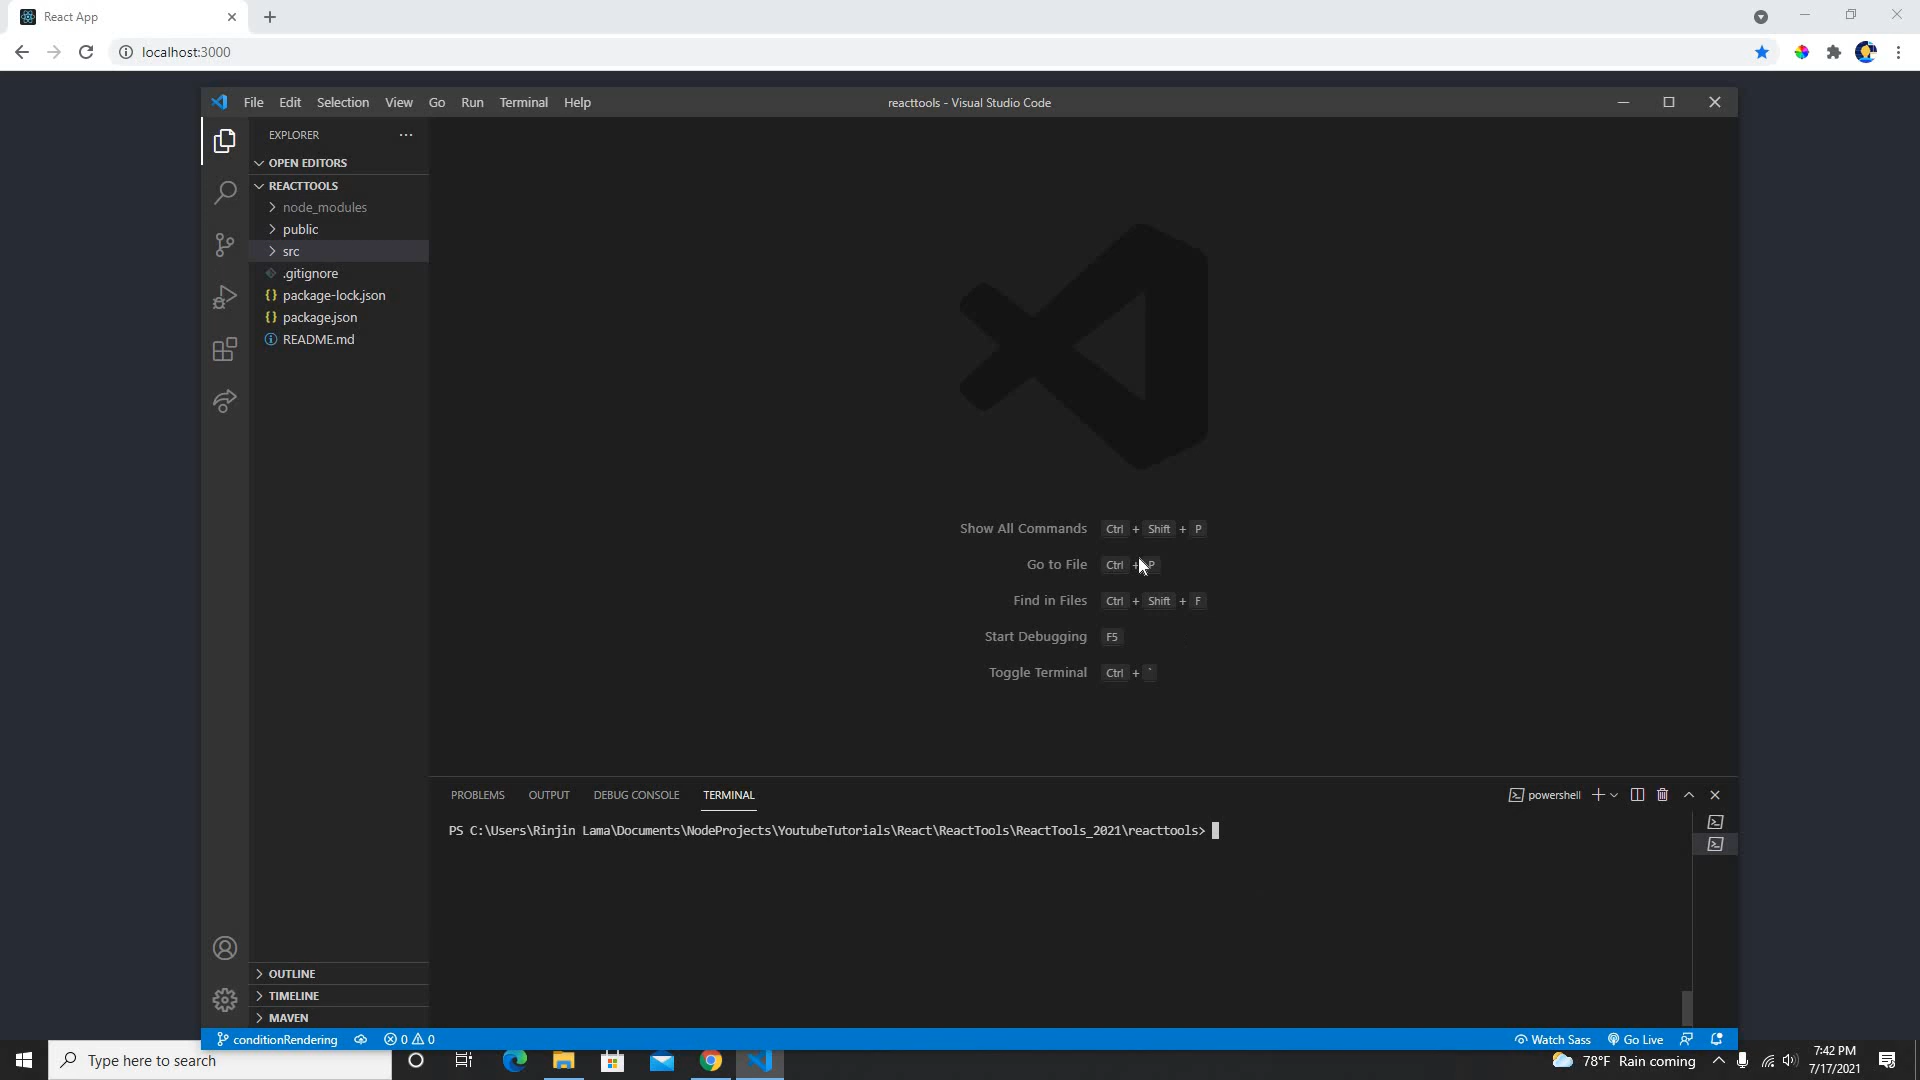 React App
localhost:3000
File Edit Selection View Go Run Terminal Help
reacttools - Visual Studio Code
EXPLORER
OPEN EDITORS
REACTTOOLS
node_modules
public
src
.gitignore
package-lock.json
package.json
README.md
Show All Commands Ctrl + Shift + P
Go to File Ctrl + P
Find in Files Ctrl + Shift + F
Start Debugging F5
Toggle Terminal Ctrl + `
PROBLEMS OUTPUT DEBUG CONSOLE TERMINAL
powershell
PS C:\Users\Rinjin Lama\Documents\NodeProjects\YoutubeTutorials\React\ReactTools\ReactTools_2021\reacttools>
OUTLINE
TIMELINE
MAVEN
conditionRendering 0 0
Watch Sass Go Live
Type here to search
78°F Rain coming
7:42 PM
7/17/2021